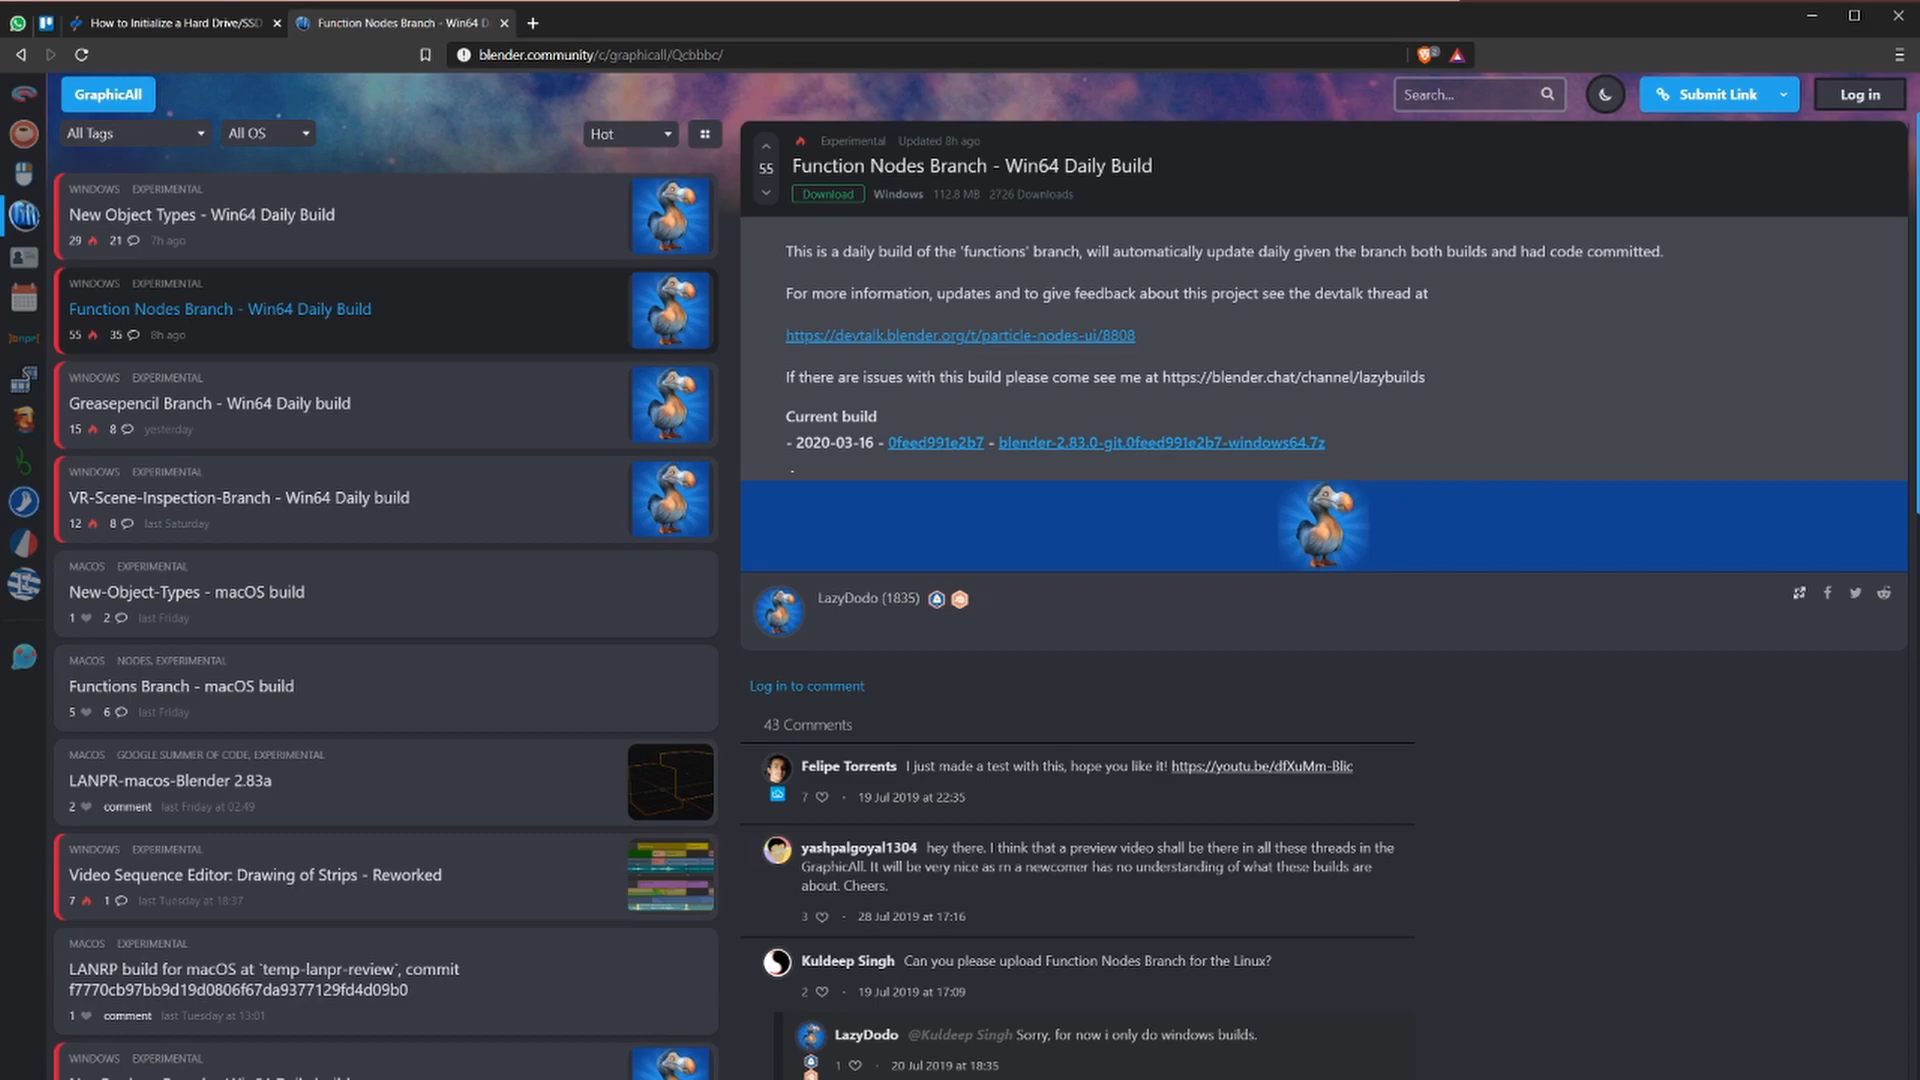 How to Initialize a Hard Drive/SSD
Function Nodes Branch - Win64 D
blender.community/c/graphicall/Qcbbbc/
GraphicAll
Search...
Submit Link
Log in
All Tags
All OS
Hot
WINDOWS EXPERIMENTAL
New Object Types - Win64 Daily Build
29 21 7h ago
WINDOWS EXPERIMENTAL
Function Nodes Branch - Win64 Daily Build
55 35 8h ago
WINDOWS EXPERIMENTAL
Greasepencil Branch - Win64 Daily build
15 8 yesterday
WINDOWS EXPERIMENTAL
VR-Scene-Inspection-Branch - Win64 Daily build
12 8 last Saturday
MACOS EXPERIMENTAL
New-Object-Types - macOS build
1 2 last Friday
MACOS NODES, EXPERIMENTAL
Functions Branch - macOS build
5 6 last Friday
MACOS GOOGLE SUMMER OF CODE, EXPERIMENTAL
LANPR-macos-Blender 2.83a
2 comment last Friday at 02:49
WINDOWS EXPERIMENTAL
Video Sequence Editor: Drawing of Strips - Reworked
7 1 last Tuesday at 18:37
MACOS EXPERIMENTAL
LANRP build for macOS at `temp-lanpr-review`, commit
f7770cb97bb9d19d0806f67da9377129fd4d09b0
1 comment last Tuesday at 13:01
WINDOWS EXPERIMENTAL
Experimental Updated 8h ago
55
Function Nodes Branch - Win64 Daily Build
Download Windows 112.8 MB 2726 Downloads
This is a daily build of the 'functions' branch, will automatically update daily given the branch both builds and had code committed.
For more information, updates and to give feedback about this project see the devtalk thread at
https://devtalk.blender.org/t/particle-nodes-ui/8808
If there are issues with this build please come see me at https://blender.chat/channel/lazybuilds
Current build
- 2020-03-16 - 0feed991e2b7 - blender-2.83.0-git.0feed991e2b7-windows64.7z
.
LazyDodo (1835)
Log in to comment
43 Comments
Felipe Torrents I just made a test with this, hope you like it! https://youtu.be/dfXuMm-Blic
7 · 19 Jul 2019 at 22:35
yashpalgoyal1304 hey there. I think that a preview video shall be there in all these threads in the
GraphicAll. It will be very nice as rn a newcomer has no understanding of what these builds are
about. Cheers.
3 · 28 Jul 2019 at 17:16
Kuldeep Singh Can you please upload Function Nodes Branch for the Linux?
2 · 19 Jul 2019 at 17:09
LazyDodo @Kuldeep Singh Sorry, for now i only do windows builds.
1 · 20 Jul 2019 at 18:35